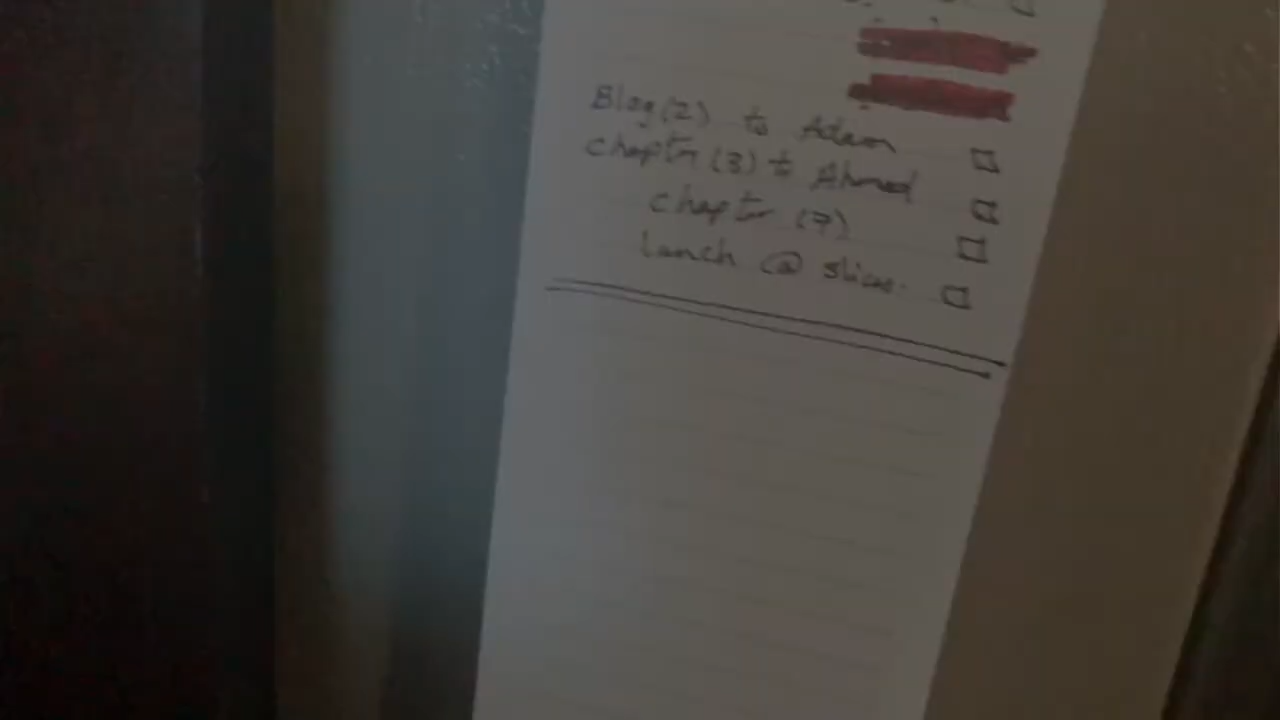 Blog (2) to Adam
chapter (3) to Ahmed
chapter (7)
lunch @ slices.